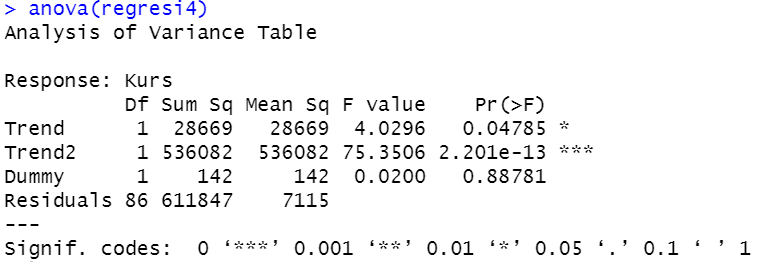 > anova(regresi4)
Analysis of Variance Table

Response: Kurs
          Df Sum Sq Mean Sq F value    Pr(>F)
Trend      1  28669   28669  4.0296   0.04785 *
Trend2     1 536082  536082 75.3506 2.201e-13 ***
Dummy      1    142     142  0.0200   0.88781
Residuals 86 611847    7115
---
Signif. codes:  0 ‘***’ 0.001 ‘**’ 0.01 ‘*’ 0.05 ‘.’ 0.1 ‘ ’ 1